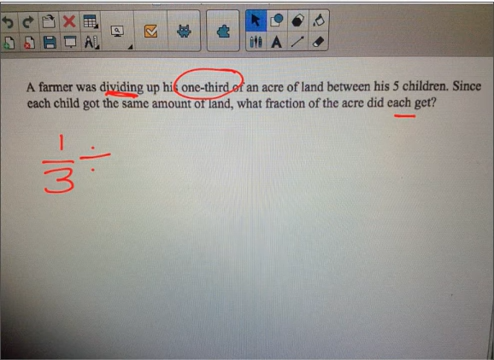 A farmer was dividing up his one-third of an acre of land between his 5 children. Since
each child got the same amount of land, what fraction of the acre did each get?
1
3
÷